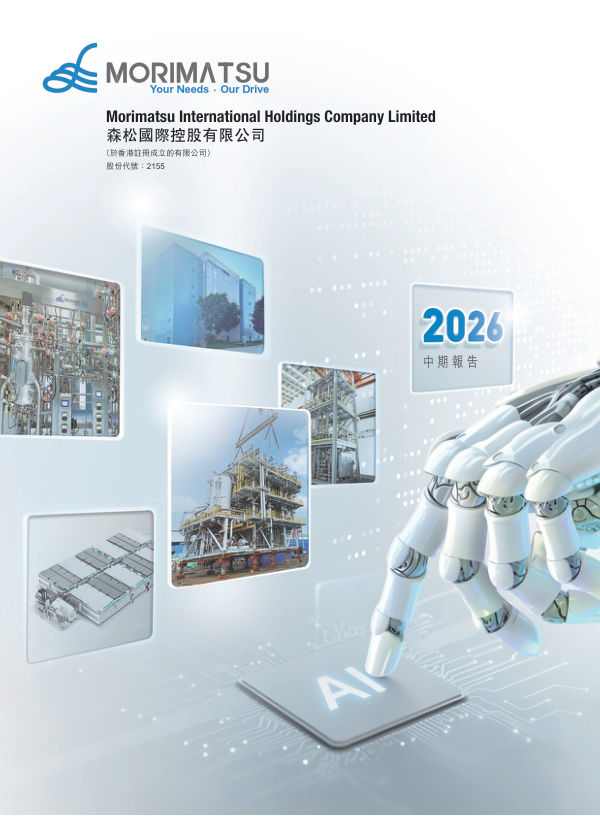 MORIMATSU
Your Needs · Our Drive
Morimatsu International Holdings Company Limited
森松國際控股有限公司
(於香港註冊成立的有限公司)
股份代號：2155
MORIMATSU
2026
中期報告
AI